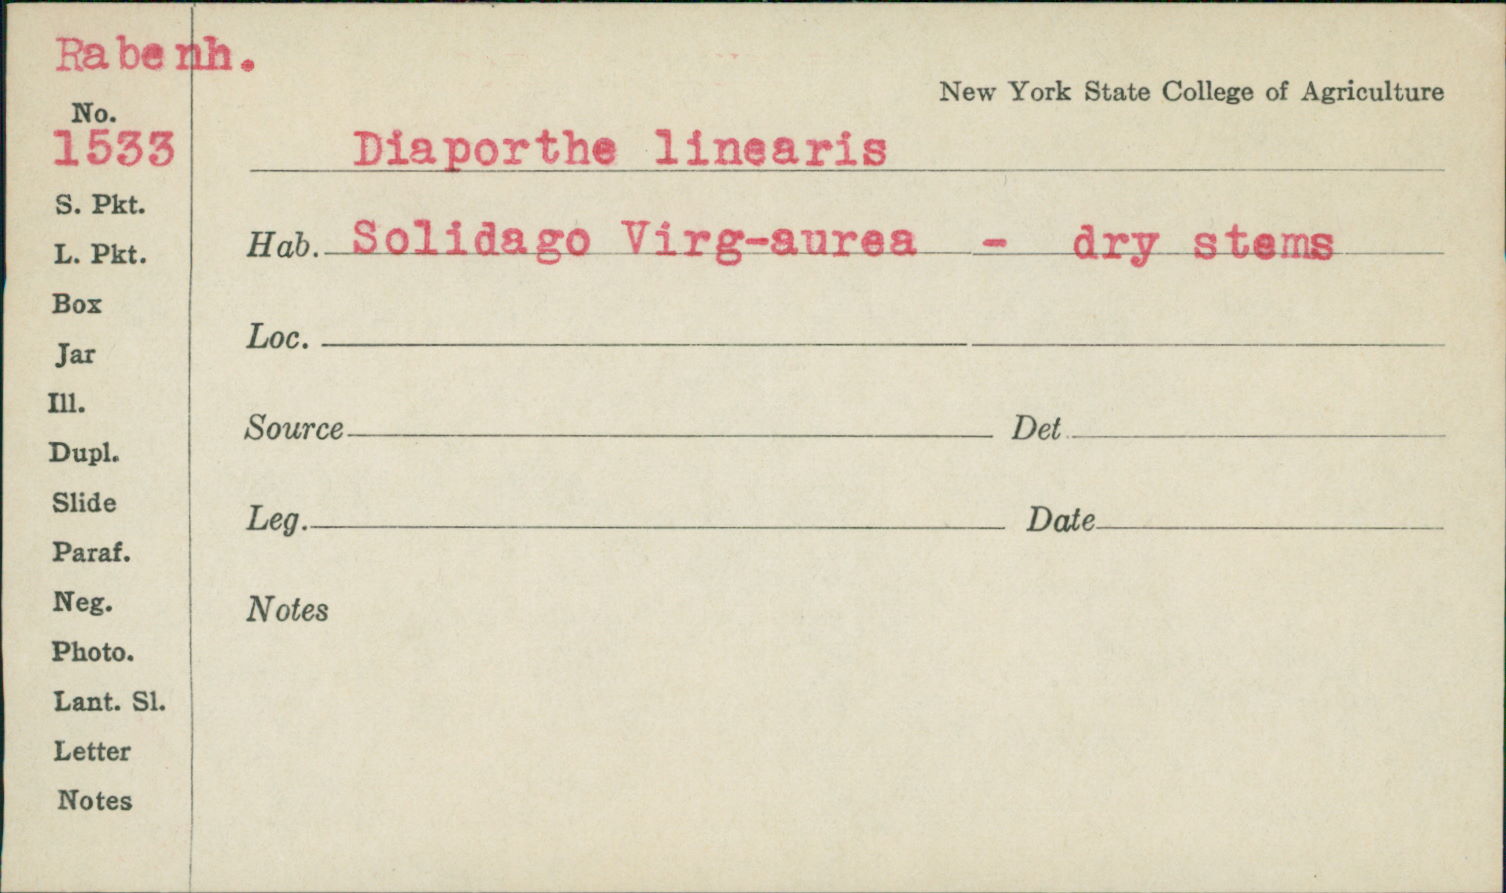 Rabenh.
New York State College of Agriculture
No.
1533
Diaporthe linearis
S. Pkt.
Hab. Solidago Virg-aurea - dry stems
L. Pkt.
Box
Loc.
Jar
Ill.
Source Det.
Dupl.
Slide
Leg. Date
Paraf.
Neg.
Notes
Photo.
Lant. Sl.
Letter
Notes